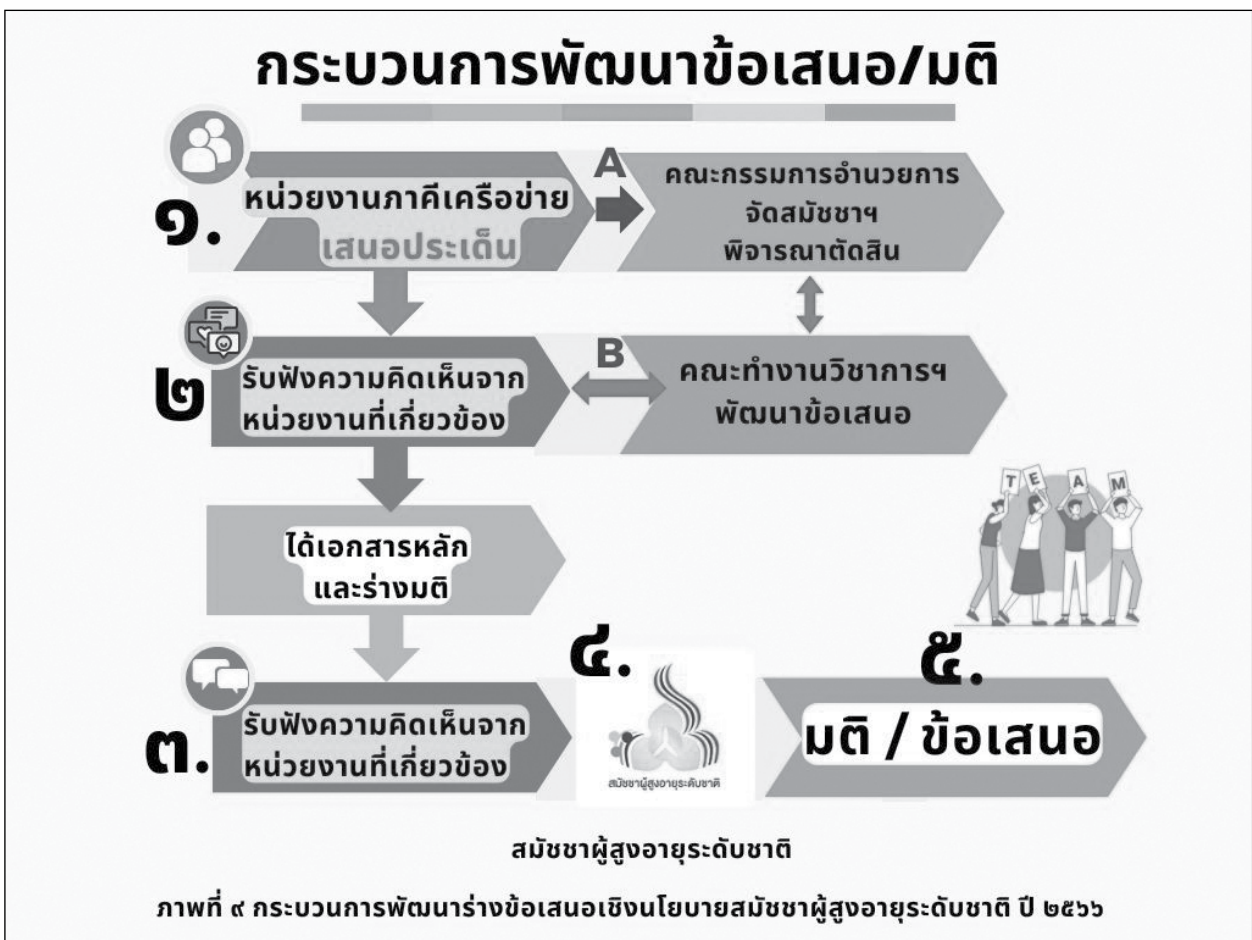 กระบวนการพัฒนาข้อเสนอ/มติ
๑.
หน่วยงานภาคีเครือข่าย
เสนอประเด็น
A
คณะกรรมการอำนวยการ
จัดสมัชชาฯ
พิจารณาตัดสิน
๒
รับฟังความคิดเห็นจาก
หน่วยงานที่เกี่ยวข้อง
B
คณะทำงานวิชาการฯ
พัฒนาข้อเสนอ
ได้เอกสารหลัก
และร่างมติ
TEAM
๓.
รับฟังความคิดเห็นจาก
หน่วยงานที่เกี่ยวข้อง
๔.
สมัชชาผู้สูงอายุระดับชาติ
๕.
มติ / ข้อเสนอ
สมัชชาผู้สูงอายุระดับชาติ
ภาพที่ ๙ กระบวนการพัฒนาร่างข้อเสนอเชิงนโยบายสมัชชาผู้สูงอายุระดับชาติ ปี ๒๕๖๖